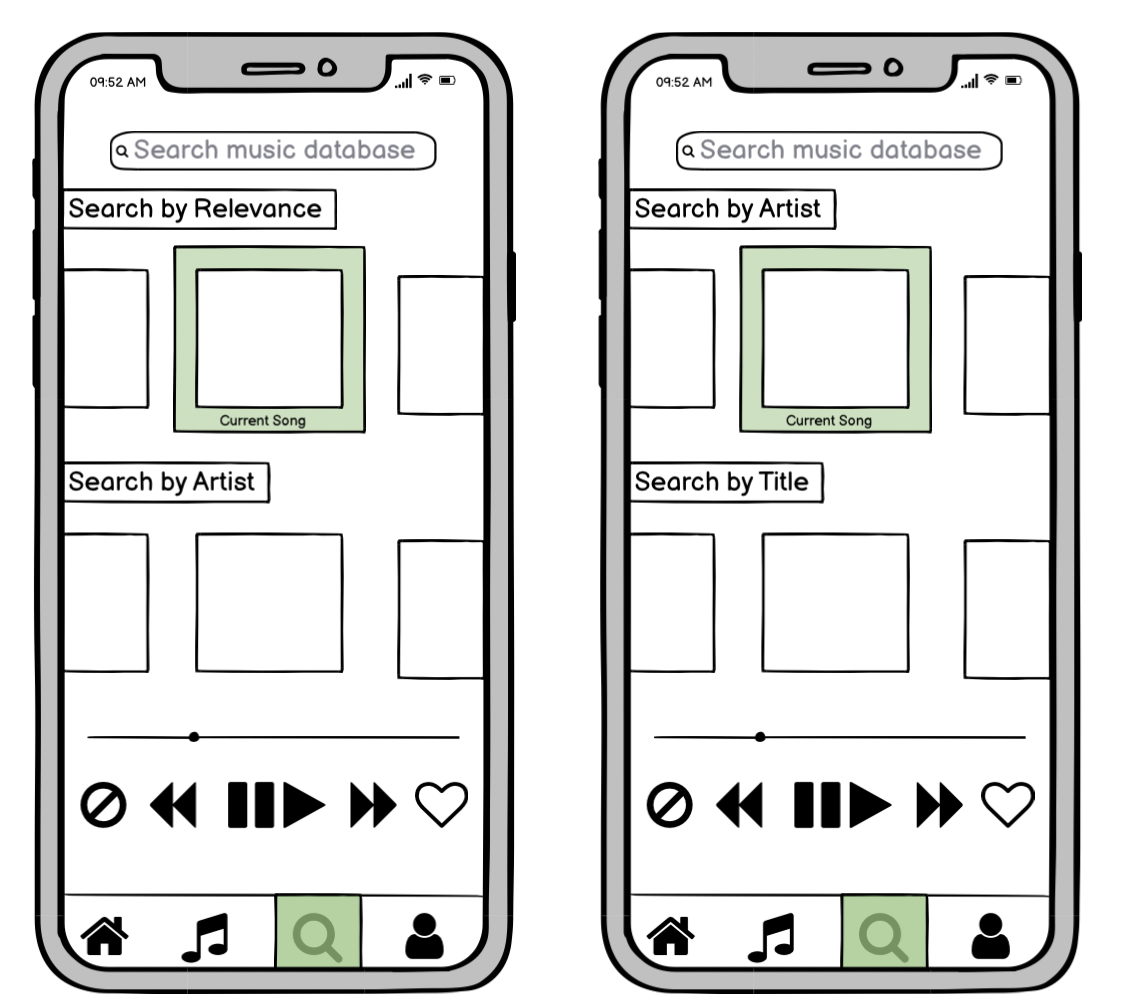 09:52 AM
Search music database
Search by Relevance
Current Song
Search by Artist
09:52 AM
Search music database
Search by Artist
Current Song
Search by Title